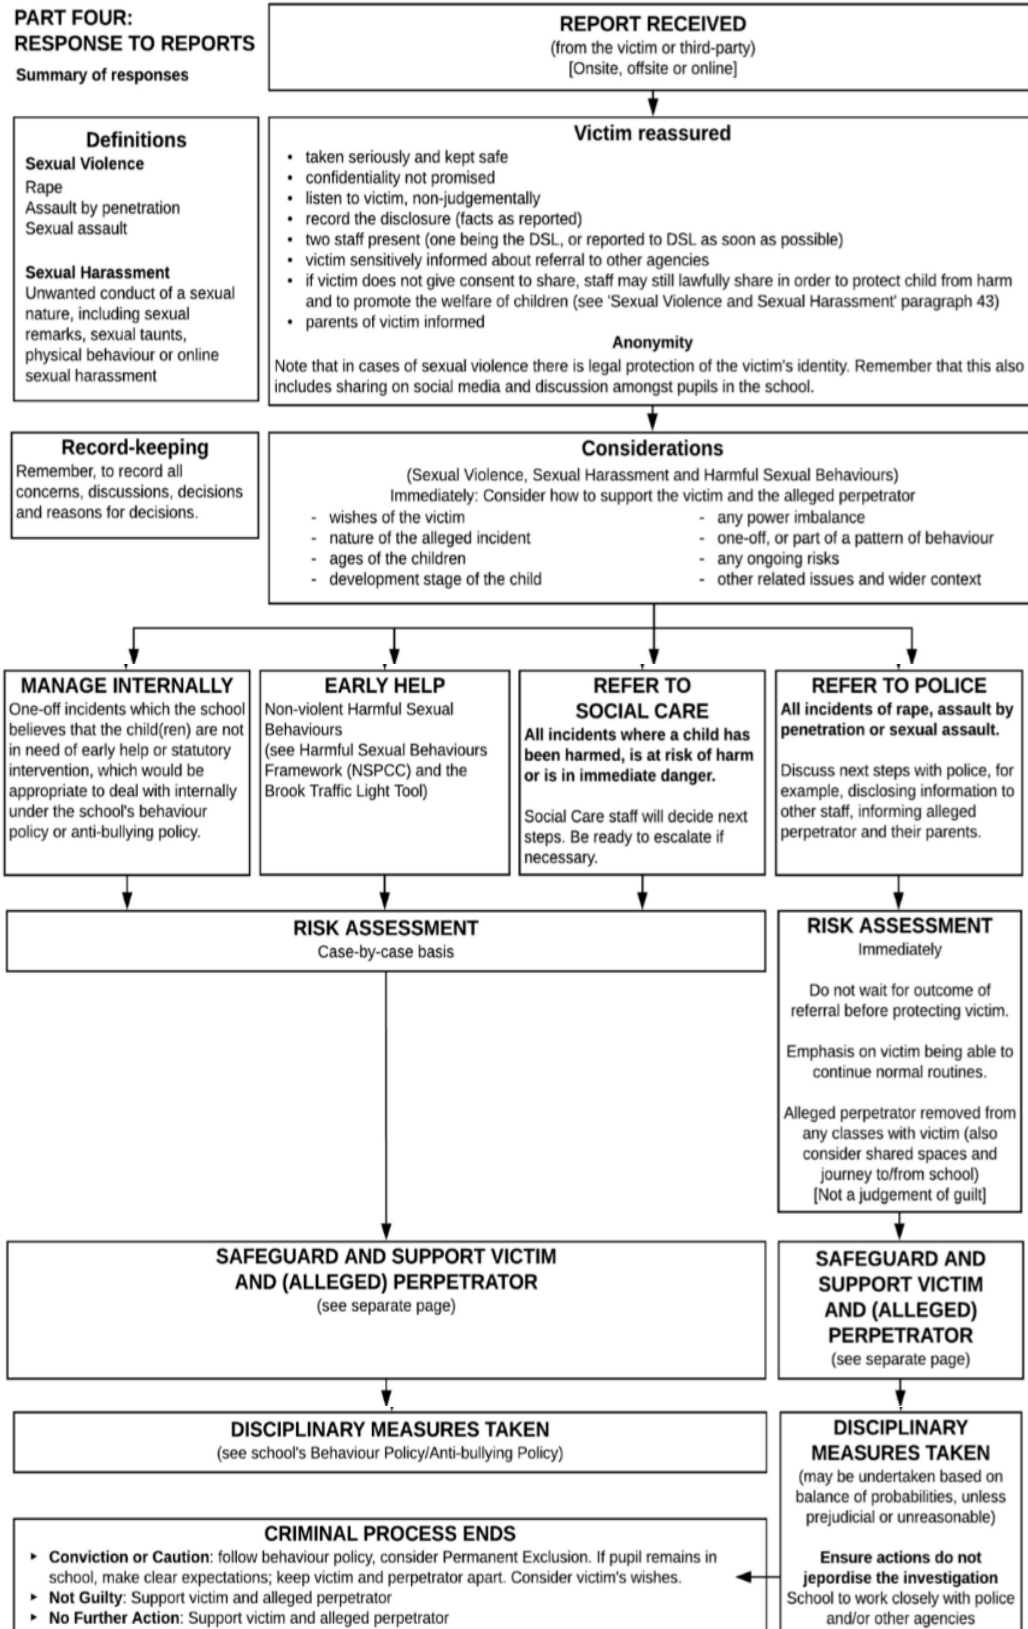 PART FOUR:
RESPONSE TO REPORTS
Summary of responses
REPORT RECEIVED
(from the victim or third-party)
[Onsite, offsite or online]
Definitions
Sexual Violence
Rape
Assault by penetration
Sexual assault
Sexual Harassment
Unwanted conduct of a sexual
nature, including sexual
remarks, sexual taunts,
physical behaviour or online
sexual harassment
Victim reassured
• taken seriously and kept safe
• confidentiality not promised
• listen to victim, non-judgementally
• record the disclosure (facts as reported)
• two staff present (one being the DSL, or reported to DSL as soon as possible)
• victim sensitively informed about referral to other agencies
• if victim does not give consent to share, staff may still lawfully share in order to protect child from harm
and to promote the welfare of children (see 'Sexual Violence and Sexual Harassment' paragraph 43)
• parents of victim informed
Anonymity
Note that in cases of sexual violence there is legal protection of the victim's identity. Remember that this also
includes sharing on social media and discussion amongst pupils in the school.
Record-keeping
Remember, to record all
concerns, discussions, decisions
and reasons for decisions.
Considerations
(Sexual Violence, Sexual Harassment and Harmful Sexual Behaviours)
Immediately: Consider how to support the victim and the alleged perpetrator
- wishes of the victim
- nature of the alleged incident
- ages of the children
- development stage of the child
- any power imbalance
- one-off, or part of a pattern of behaviour
- any ongoing risks
- other related issues and wider context
MANAGE INTERNALLY
One-off incidents which the school
believes that the child(ren) are not
in need of early help or statutory
intervention, which would be
appropriate to deal with internally
under the school's behaviour
policy or anti-bullying policy.
EARLY HELP
Non-violent Harmful Sexual
Behaviours
(see Harmful Sexual Behaviours
Framework (NSPCC) and the
Brook Traffic Light Tool)
REFER TO
SOCIAL CARE
All incidents where a child has
been harmed, is at risk of harm
or is in immediate danger.
Social Care staff will decide next
steps. Be ready to escalate if
necessary.
REFER TO POLICE
All incidents of rape, assault by
penetration or sexual assault.
Discuss next steps with police, for
example, disclosing information to
other staff, informing alleged
perpetrator and their parents.
RISK ASSESSMENT
Case-by-case basis
RISK ASSESSMENT
Immediately
Do not wait for outcome of
referral before protecting victim.
Emphasis on victim being able to
continue normal routines.
Alleged perpetrator removed from
any classes with victim (also
consider shared spaces and
journey to/from school)
[Not a judgement of guilt]
SAFEGUARD AND SUPPORT VICTIM
AND (ALLEGED) PERPETRATOR
(see separate page)
SAFEGUARD AND
SUPPORT VICTIM
AND (ALLEGED)
PERPETRATOR
(see separate page)
DISCIPLINARY MEASURES TAKEN
(see school's Behaviour Policy/Anti-bullying Policy)
DISCIPLINARY
MEASURES TAKEN
(may be undertaken based on
balance of probabilities, unless
prejudicial or unreasonable)
Ensure actions do not
jepordise the investigation
School to work closely with police
and/or other agencies
CRIMINAL PROCESS ENDS
‣ Conviction or Caution: follow behaviour policy, consider Permanent Exclusion. If pupil remains in
school, make clear expectations; keep victim and perpetrator apart. Consider victim's wishes.
‣ Not Guilty: Support victim and alleged perpetrator
‣ No Further Action: Support victim and alleged perpetrator